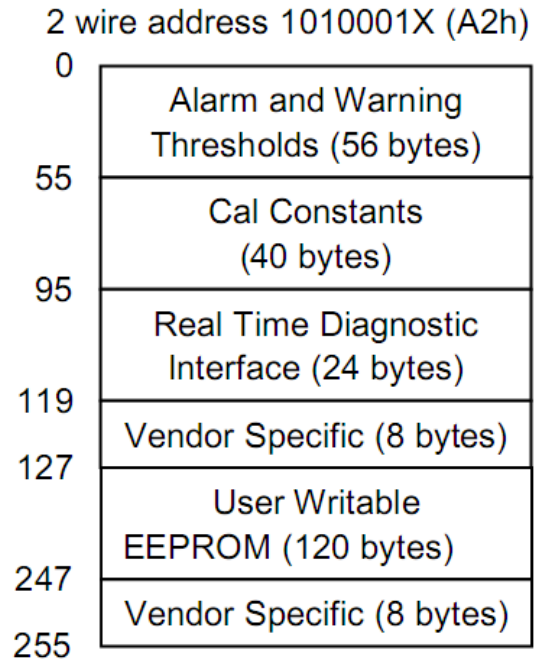 2 wire address 1010001X (A2h)
0
Alarm and Warning
Thresholds (56 bytes)
55
Cal Constants
(40 bytes)
95
Real Time Diagnostic
Interface (24 bytes)
119
Vendor Specific (8 bytes)
127
User Writable
EEPROM (120 bytes)
247
Vendor Specific (8 bytes)
255